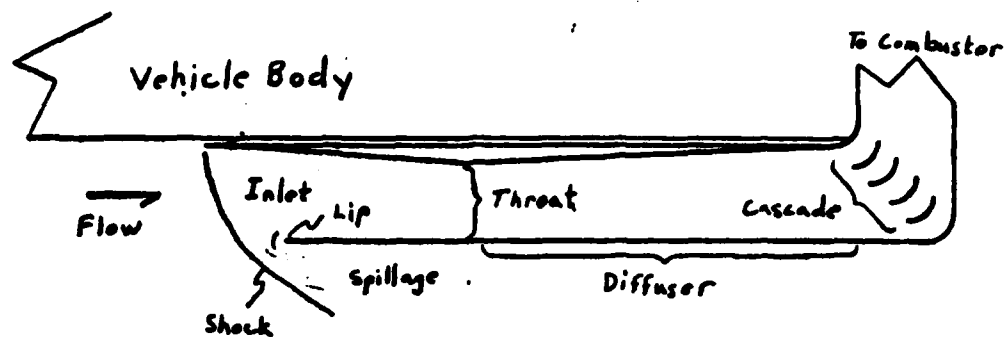 To Combustor
Vehicle Body
Inlet
Throat
Lip
Cascade
Flow
Spillage
Diffuser
Shock